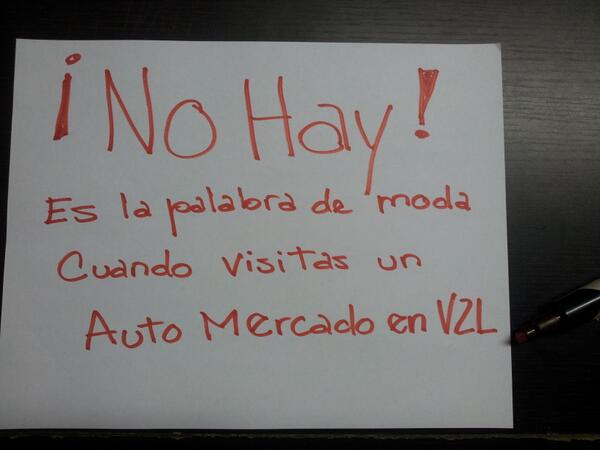 ¡No Hay!
Es la palabra de moda
Cuando visitas un
Auto Mercado en VZL